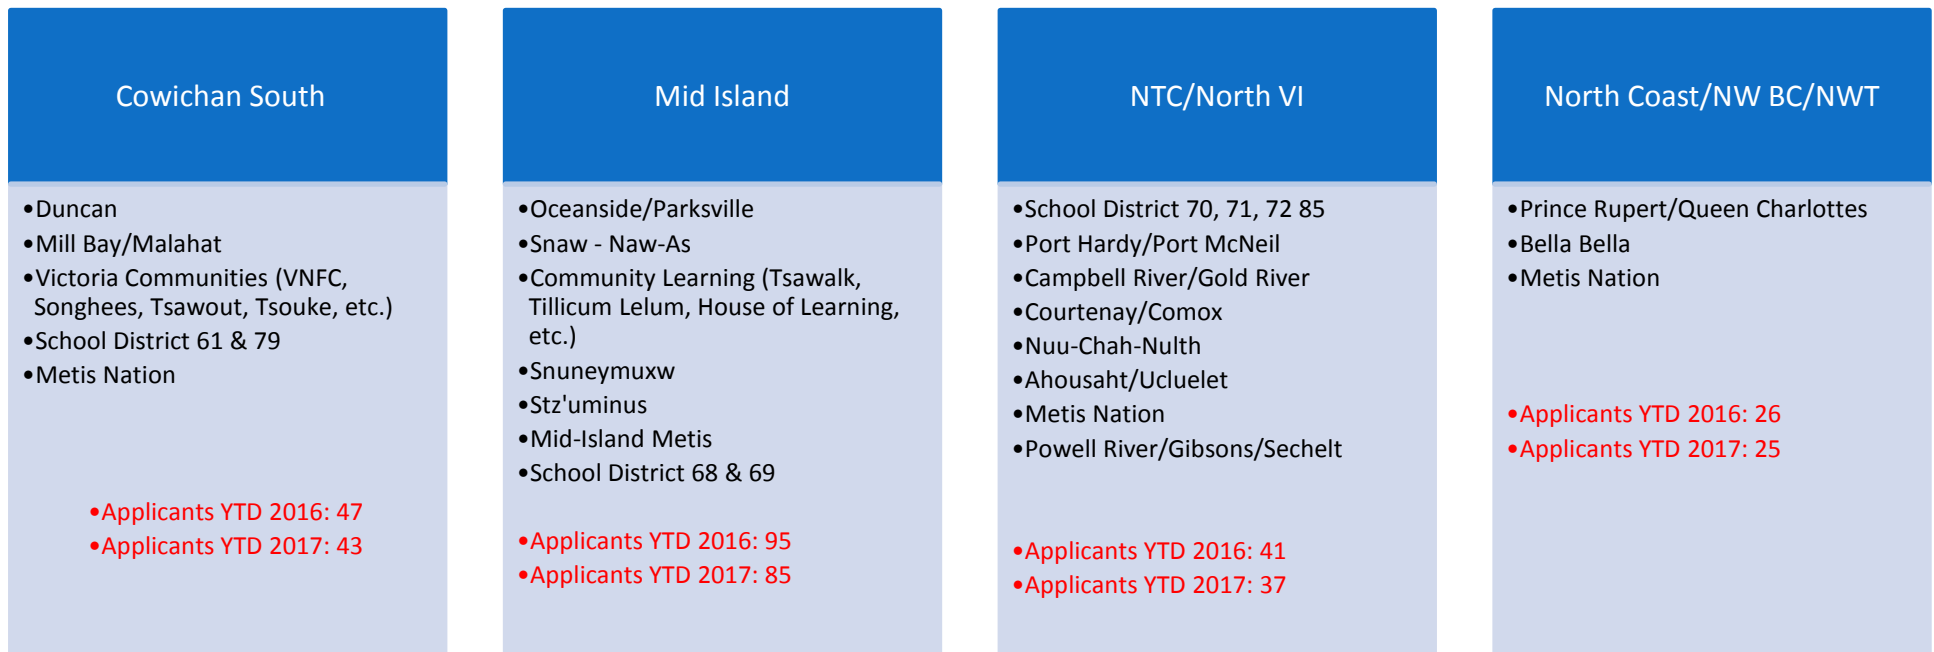 Cowichan South
•Duncan
•Mill Bay/Malahat
•Victoria Communities (VNFC,
Songhees, Tsawout, Tsouke, etc.)
•School District 61 & 79
•Metis Nation
•Applicants YTD 2016: 47
•Applicants YTD 2017: 43
Mid Island
•Oceanside/Parksville
•Snaw - Naw-As
•Community Learning (Tsawalk,
Tillicum Lelum, House of Learning,
etc.)
•Snuneymuxw
•Stz'uminus
•Mid-Island Metis
•School District 68 & 69
•Applicants YTD 2016: 95
•Applicants YTD 2017: 85
NTC/North VI
•School District 70, 71, 72 85
•Port Hardy/Port McNeil
•Campbell River/Gold River
•Courtenay/Comox
•Nuu-Chah-Nulth
•Ahousaht/Ucluelet
•Metis Nation
•Powell River/Gibsons/Sechelt
•Applicants YTD 2016: 41
•Applicants YTD 2017: 37
North Coast/NW BC/NWT
•Prince Rupert/Queen Charlottes
•Bella Bella
•Metis Nation
•Applicants YTD 2016: 26
•Applicants YTD 2017: 25